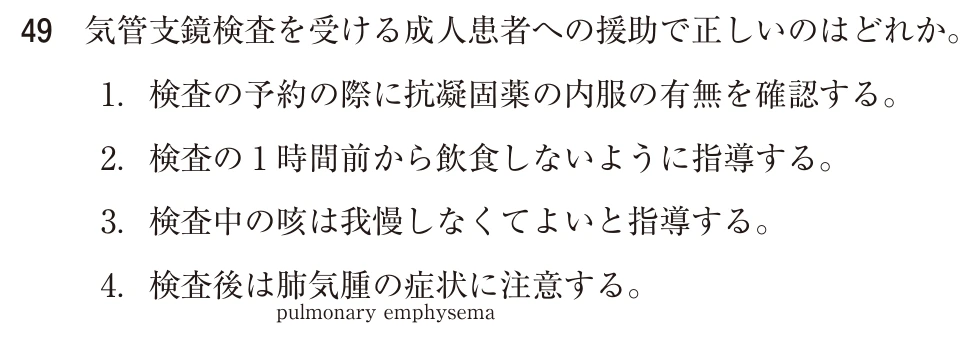 49 気管支鏡検査を受ける成人患者への援助で正しいのはどれか。
1. 検査の予約の際に抗凝固薬の内服の有無を確認する。
2. 検査の1時間前から飲食しないように指導する。
3. 検査中の咳は我慢しなくてよいと指導する。
4. 検査後は肺気腫の症状に注意する。
pulmonary emphysema